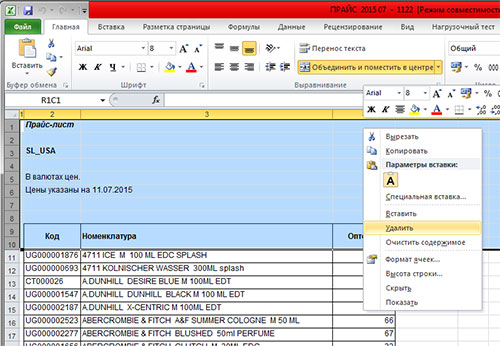 ПРАЙС 2015 07 - 1122 [Режим совместимости
Файл Главная Вставка Разметка страницы Формулы Данные Рецензирование Вид Нагрузочный тест
Вставить
Arial 8
Перенос текста
Общий
Ж К Ч
Объединить и поместить в центре
Буфер обмена Шрифт Выравнивание
R1C1 fx
Arial 8
Ж К
1 2 3
1 Прайс-лист
2
3 SL_USA
4
5 В валютах цен.
6 Цены указаны на 11.07.2015
7
8
9 Код Номенклатура Опто
10
11 UG000001876 4711 ICE M 100 ML EDC SPLASH
12 UG000000693 4711 KOLNISCHER WASSER 300ML splash
13 CT000026 A.DUNHILL DESIRE BLUE M 100ML EDT
14 UG000001547 A.DUNHILL DUNHILL BLACK M 100 ML EDT
15 UG000002187 A.DUNHILL X-CENTRIC M 100ML EDT
16 UG000002523 ABERCROMBIE & FITCH A&F SUMMER COLOGNE M 50 ML 66
17 UG000002277 ABERCROMBIE & FITCH BLUSHED 50ml PERFUME 67
Вырезать
Копировать
Параметры вставки:
A
Специальная вставка...
Вставить
Удалить
Очистить содержимое
Формат ячеек...
Высота строки...
Скрыть
Показать